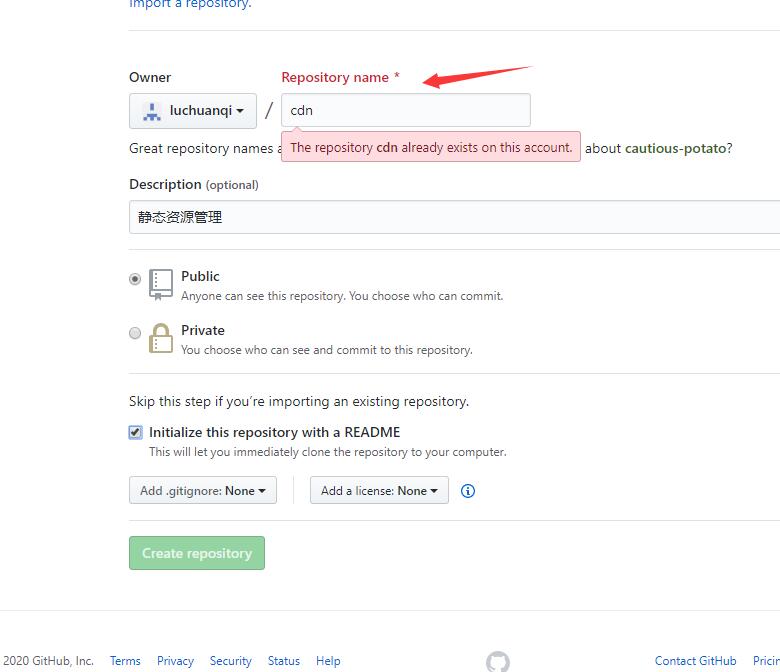 Import a repository.
Owner
Repository name *
luchuanqi
/
cdn
Great repository names a
The repository cdn already exists on this account.
about cautious-potato?
Description (optional)
静态资源管理
Public
Anyone can see this repository. You choose who can commit.
Private
You choose who can see and commit to this repository.
Skip this step if you’re importing an existing repository.
Initialize this repository with a README
This will let you immediately clone the repository to your computer.
Add .gitignore: None
Add a license: None
Create repository
2020 GitHub, Inc.
Terms
Privacy
Security
Status
Help
Contact GitHub
Pricin